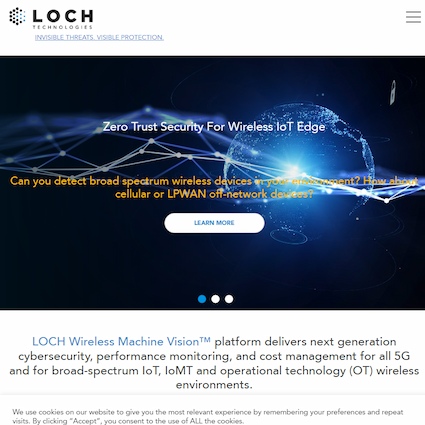 LOCH
TECHNOLOGIES
INVISIBLE THREATS. VISIBLE PROTECTION.
Zero Trust Security For Wireless IoT Edge
Can you detect broad spectrum wireless devices in your environment? How about
cellular or LPWAN off-network devices?
LEARN MORE
LOCH Wireless Machine Vision™ platform delivers next generation
cybersecurity, performance monitoring, and cost management for all 5G
and for broad-spectrum IoT, IoMT and operational technology (OT) wireless
environments.
We use cookies on our website to give you the most relevant experience by remembering your preferences and repeat
visits. By clicking “Accept”, you consent to the use of ALL the cookies.